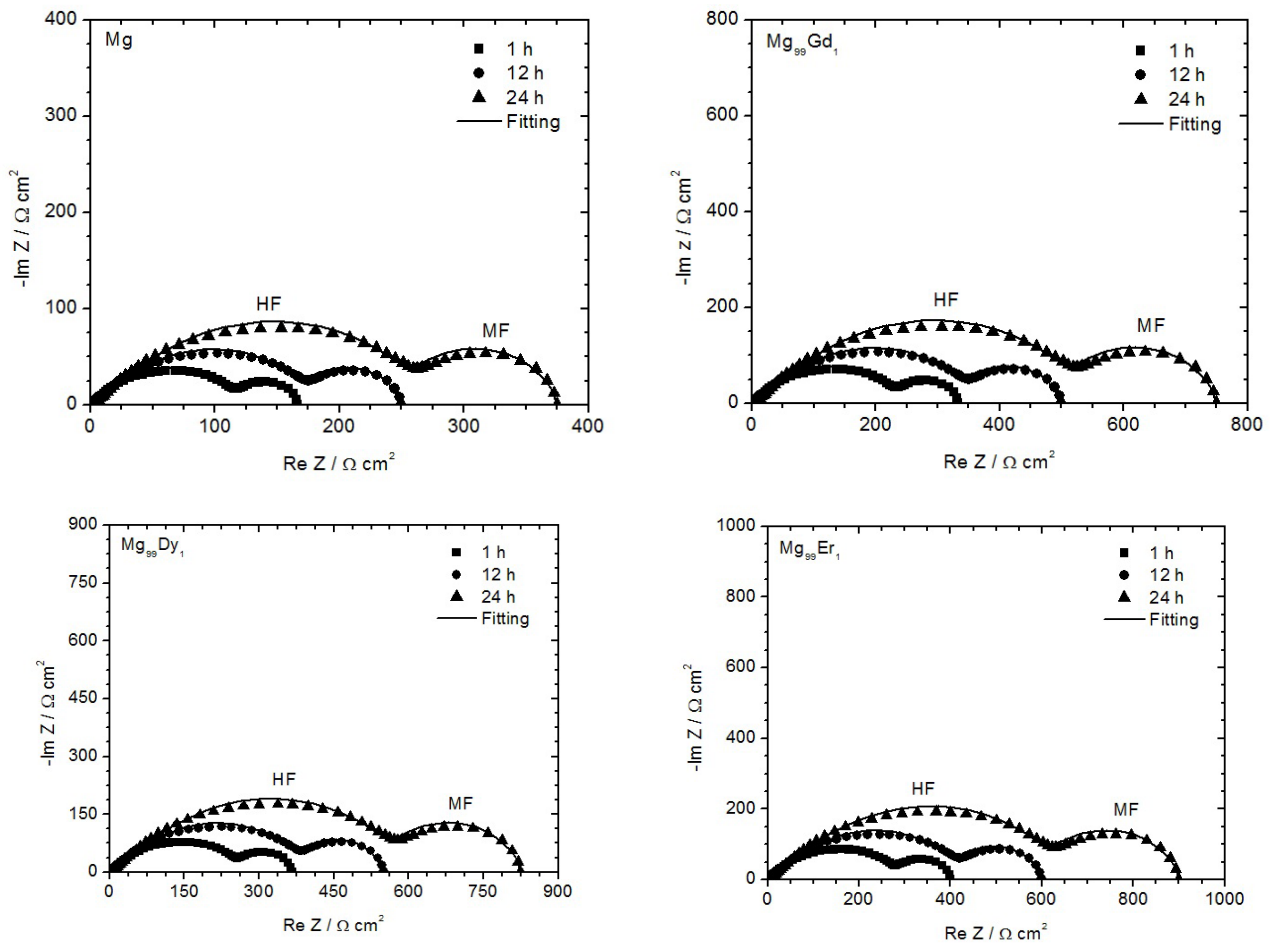 Mg
1 h
12 h
24 h
Fitting
HF
MF
400
300
200
100
0
0 100 200 300 400
-Im Z / Ω cm²
Re Z / Ω cm²
Mg₉₉Gd₁
1 h
12 h
24 h
Fitting
HF
MF
800
600
400
200
0
0 200 400 600 800
-Im z / Ω cm²
Re Z / Ω cm²
Mg₉₉Dy₁
1 h
12 h
24 h
Fitting
HF
MF
900
750
600
450
300
150
0
0 150 300 450 600 750 900
-Im Z / Ω cm²
Re Z / Ω cm²
Mg₉₉Er₁
1 h
12 h
24 h
Fitting
HF
MF
1000
800
600
400
200
0
0 200 400 600 800 1000
-Im Z / Ω cm²
Re Z / Ω cm²